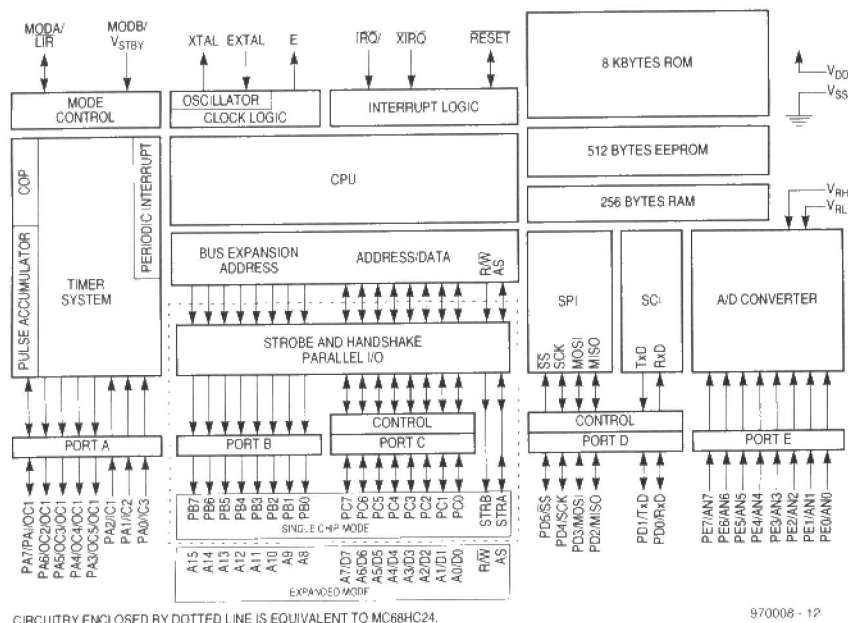 MODA/
LIR
MODB/
VSTBY
XTAL EXTAL E
IRQ/ XIRQ RESET
MODE
CONTROL
OSCILLATOR
CLOCK LOGIC
INTERRUPT LOGIC
8 KBYTES ROM
VDD
VSS
COP
PULSE ACCUMULATOR
TIMER
SYSTEM
PERIODIC INTERRUPT
CPU
512 BYTES EEPROM
256 BYTES RAM
VRH
VRL
BUS EXPANSION
ADDRESS
ADDRESS/DATA
R/W
AS
STROBE AND HANDSHAKE
PARALLEL I/O
SPI
SS
SCK
MOSI
MISO
SCI
TxD
RxD
A/D CONVERTER
PORT A
PORT B
CONTROL
PORT C
CONTROL
PORT D
PORT E
PA7/PAI/OC1
PA6/OC2/OC1
PA5/OC3/OC1
PA4/OC4/OC1
PA3/OC5/OC1
PA2/IC1
PA1/IC2
PA0/IC3
PB7
PB6
PB5
PB4
PB3
PB2
PB1
PB0
PC7
PC6
PC5
PC4
PC3
PC2
PC1
PC0
STRB
STRA
SINGLE CHIP MODE
A15
A14
A13
A12
A11
A10
A9
A8
A7/D7
A6/D6
A5/D5
A4/D4
A3/D3
A2/D2
A1/D1
A0/D0
R/W
AS
EXPANDED MODE
PD5/SS
PD4/SCK
PD3/MOSI
PD2/MISO
PD1/TxD
PD0/RxD
PE7/AN7
PE6/AN6
PE5/AN5
PE4/AN4
PE3/AN3
PE2/AN2
PE1/AN1
PE0/AN0
CIRCUITRY ENCLOSED BY DOTTED LINE IS EQUIVALENT TO MC68HC24.
970008 - 12